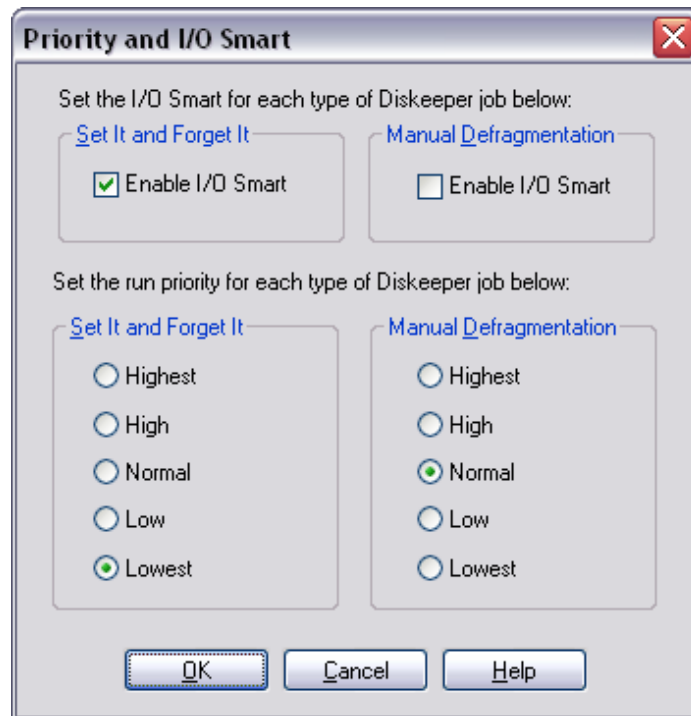 Priority and I/O Smart
Set the I/O Smart for each type of Diskeeper job below:
Set It and Forget It
Manual Defragmentation
Enable I/O Smart
Enable I/O Smart
Set the run priority for each type of Diskeeper job below:
Set It and Forget It
Manual Defragmentation
Highest
Highest
High
High
Normal
Normal
Low
Low
Lowest
Lowest
OK
Cancel
Help